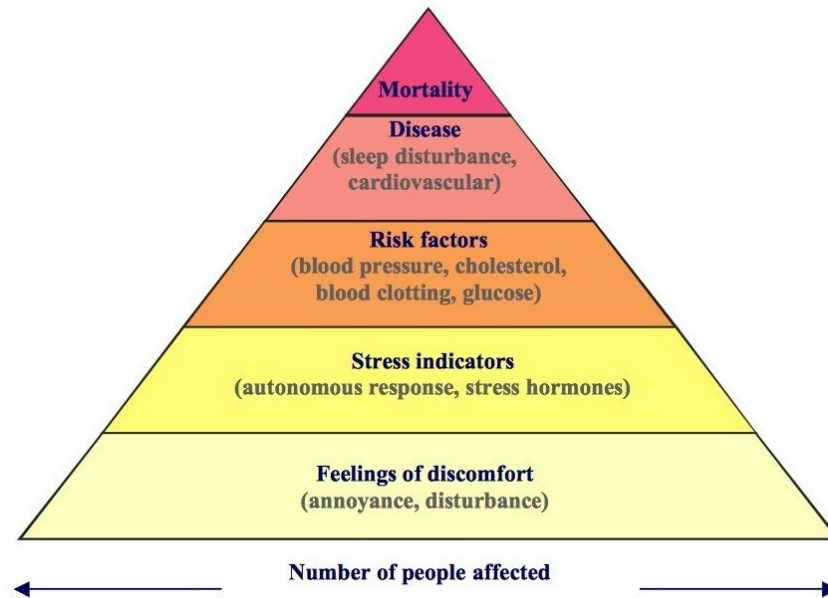 Mortality
Disease
(sleep disturbance,
cardiovascular)
Risk factors
(blood pressure, cholesterol,
blood clotting, glucose)
Stress indicators
(autonomous response, stress hormones)
Feelings of discomfort
(annoyance, disturbance)
Number of people affected